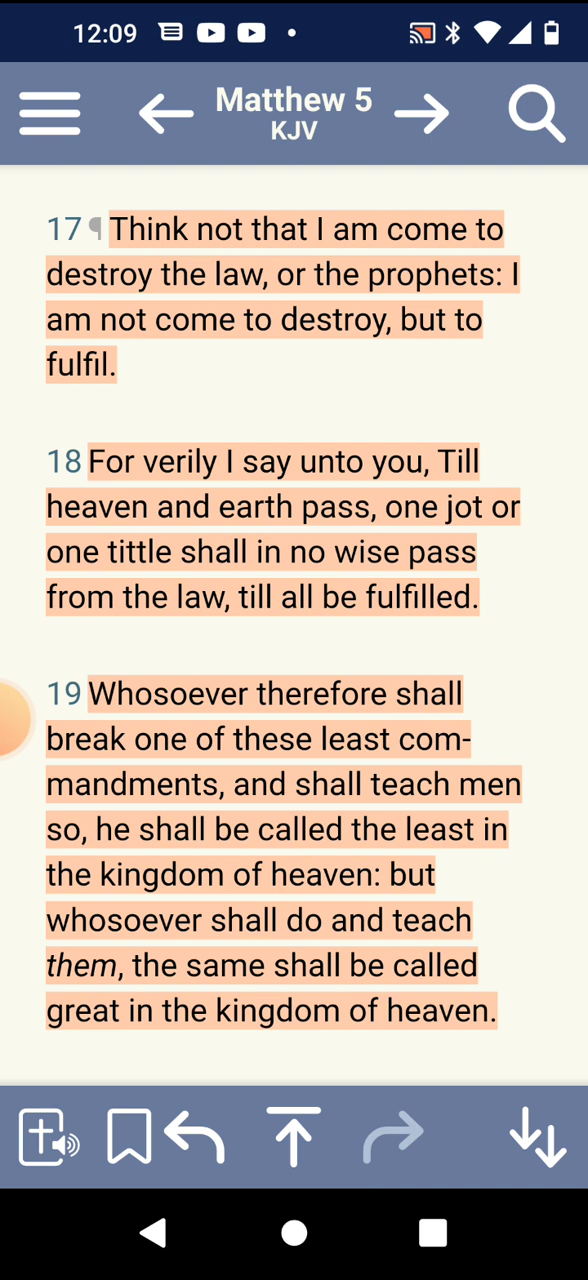 12:09
Matthew 5
KJV
17 ¶ Think not that I am come to
destroy the law, or the prophets: I
am not come to destroy, but to
fulfil.
18 For verily I say unto you, Till
heaven and earth pass, one jot or
one tittle shall in no wise pass
from the law, till all be fulfilled.
19 Whosoever therefore shall
break one of these least com-
mandments, and shall teach men
so, he shall be called the least in
the kingdom of heaven: but
whosoever shall do and teach
them, the same shall be called
great in the kingdom of heaven.